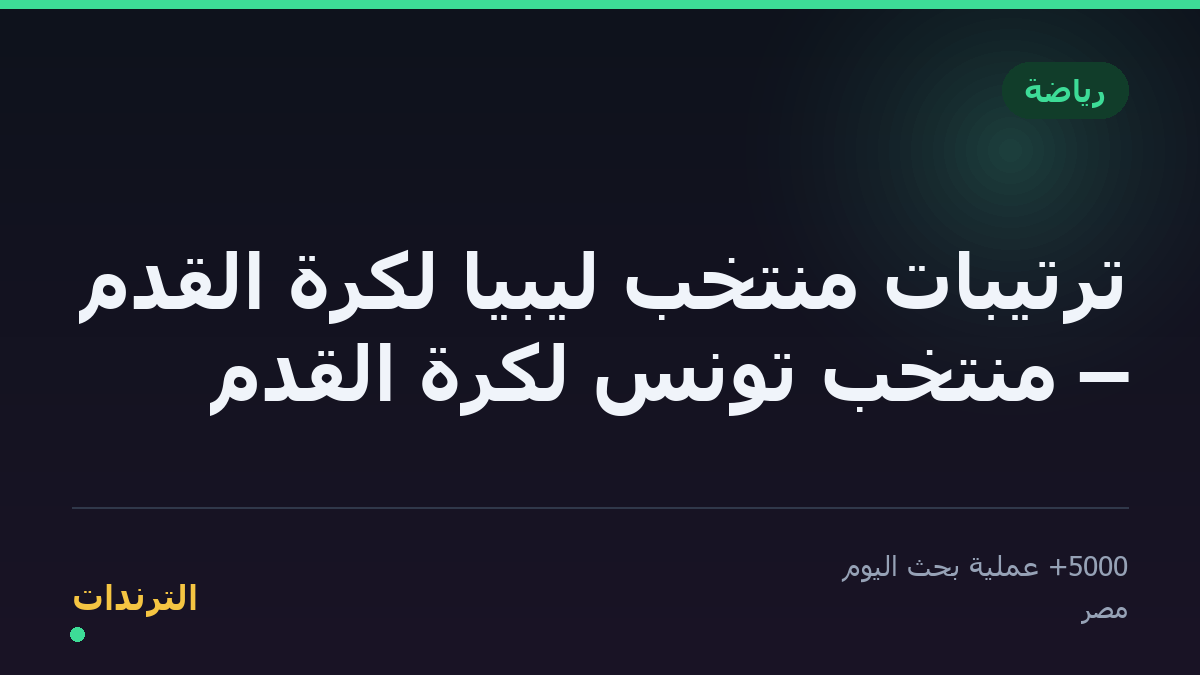 رياضة
ترتيبات منتخب ليبيا لكرة القدم
– منتخب تونس لكرة القدم
5000+ عملية بحث اليوم
مصر
الترندات